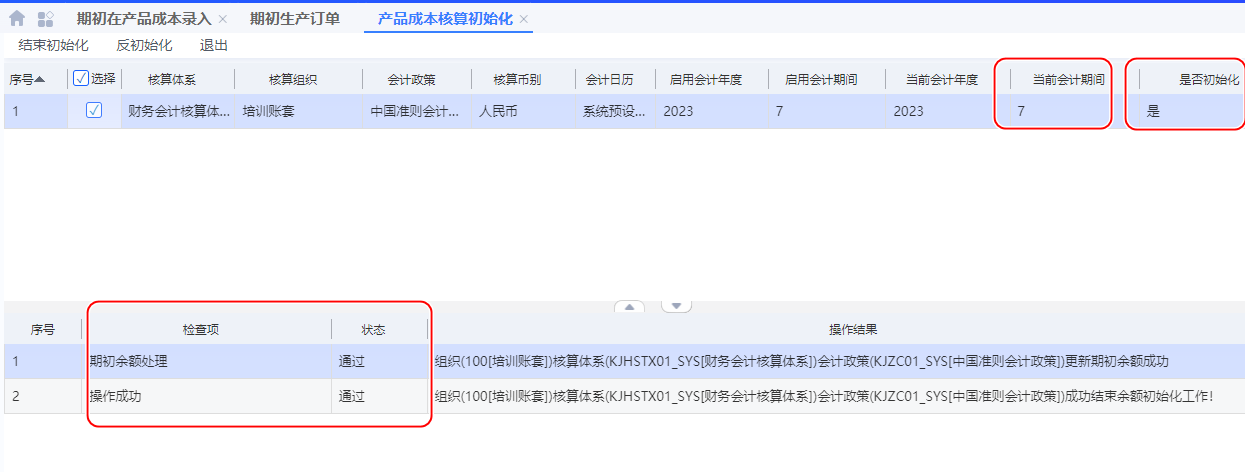 期初在产品成本录入 × 期初生产订单 产品成本核算初始化 ×
结束初始化 反初始化 退出
序号 选择 核算体系 核算组织 会计政策 核算币别 会计日历 启用会计年度 启用会计期间 当前会计年度 当前会计期间 是否初始化
1 财务会计核算体... 培训账套 中国准则会计... 人民币 系统预设... 2023 7 2023 7 是
序号 检查项 状态 操作结果
1 期初余额处理 通过 组织(100[培训账套])核算体系(KJHSTX01_SYS[财务会计核算体系])会计政策(KJZC01_SYS[中国准则会计政策])更新期初余额成功
2 操作成功 通过 组织(100[培训账套])核算体系(KJHSTX01_SYS[财务会计核算体系])会计政策(KJZC01_SYS[中国准则会计政策])成功结束余额初始化工作!